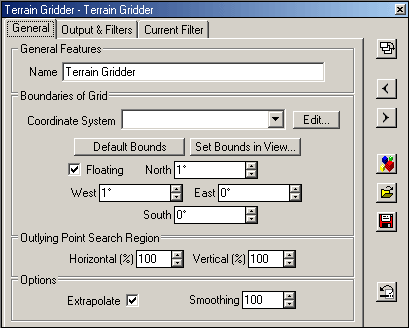 Terrain Gridder - Terrain Gridder
General Output & Filters Current Filter
General Features
Name Terrain Gridder
Boundaries of Grid
Coordinate System Edit...
Default Bounds Set Bounds in View...
Floating North 1°
West 1° East 0°
South 0°
Outlying Point Search Region
Horizontal (%) 100 Vertical (%) 100
Options
Extrapolate Smoothing 100